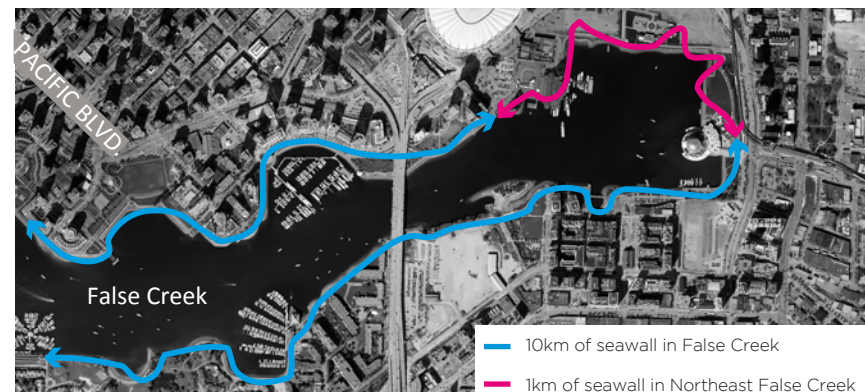 PACIFIC BLVD.
False Creek
10km of seawall in False Creek
1km of seawall in Northeast False Creek